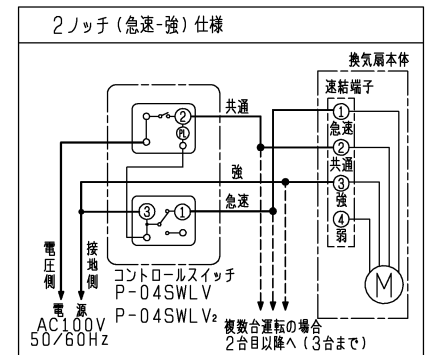 2ノッチ(急速-強)仕様
換気扇本体
速結端子
共通
①
急速
②
PL
②
共通
強
③
急速
強
③
①
④
弱
M
電圧側
接地側
コントロールスイッチ
P-04SWLV
P-04SWLV₂
電源
AC100V
50/60Hz
複数台運転の場合
2台目以降へ(3台まで)